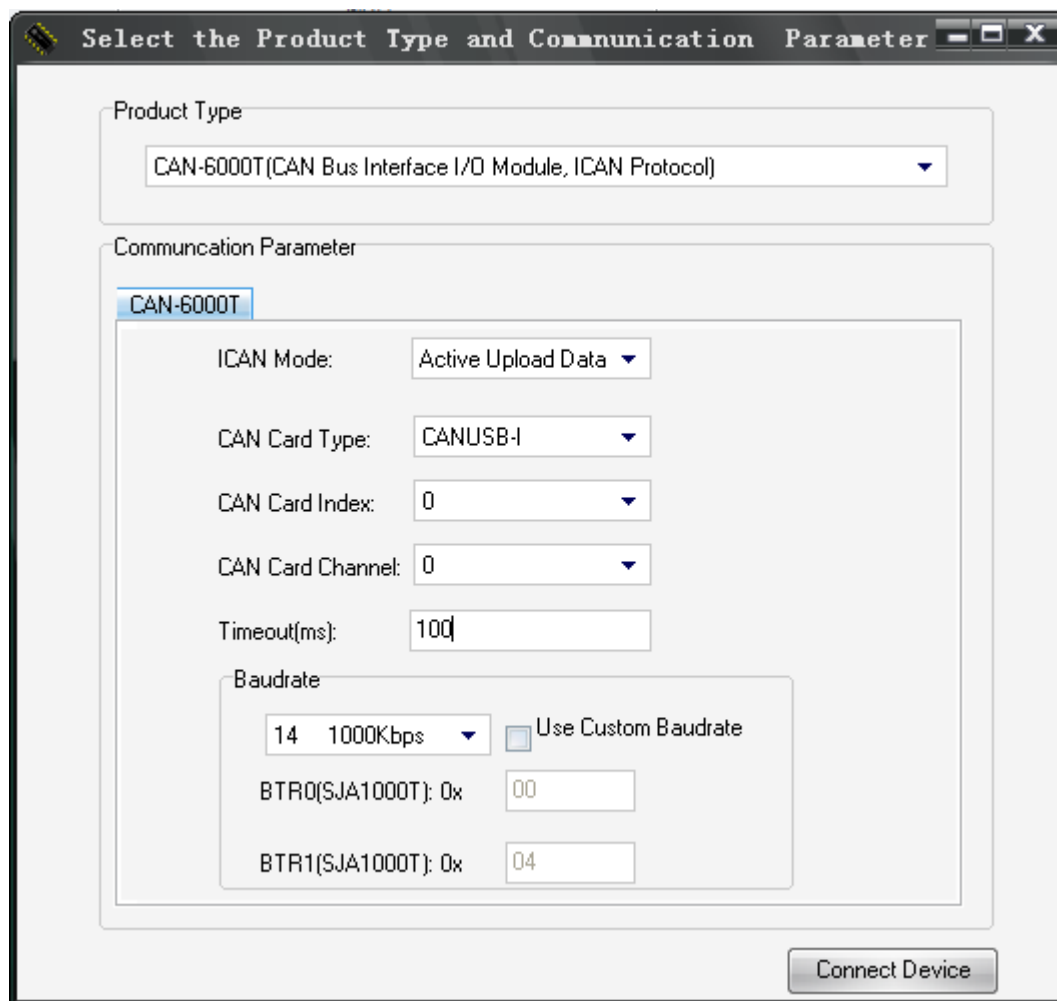 Select the Product Type and Commnunication Parameter
Product Type
CAN-6000T(CAN Bus Interface I/O Module, ICAN Protocol)
Communcation Parameter
CAN-6000T
ICAN Mode: Active Upload Data
CAN Card Type: CANUSB-I
CAN Card Index: 0
CAN Card Channel: 0
Timeout(ms): 100
Baudrate
14 1000Kbps Use Custom Baudrate
BTR0(SJA1000T): 0x 00
BTR1(SJA1000T): 0x 04
Connect Device